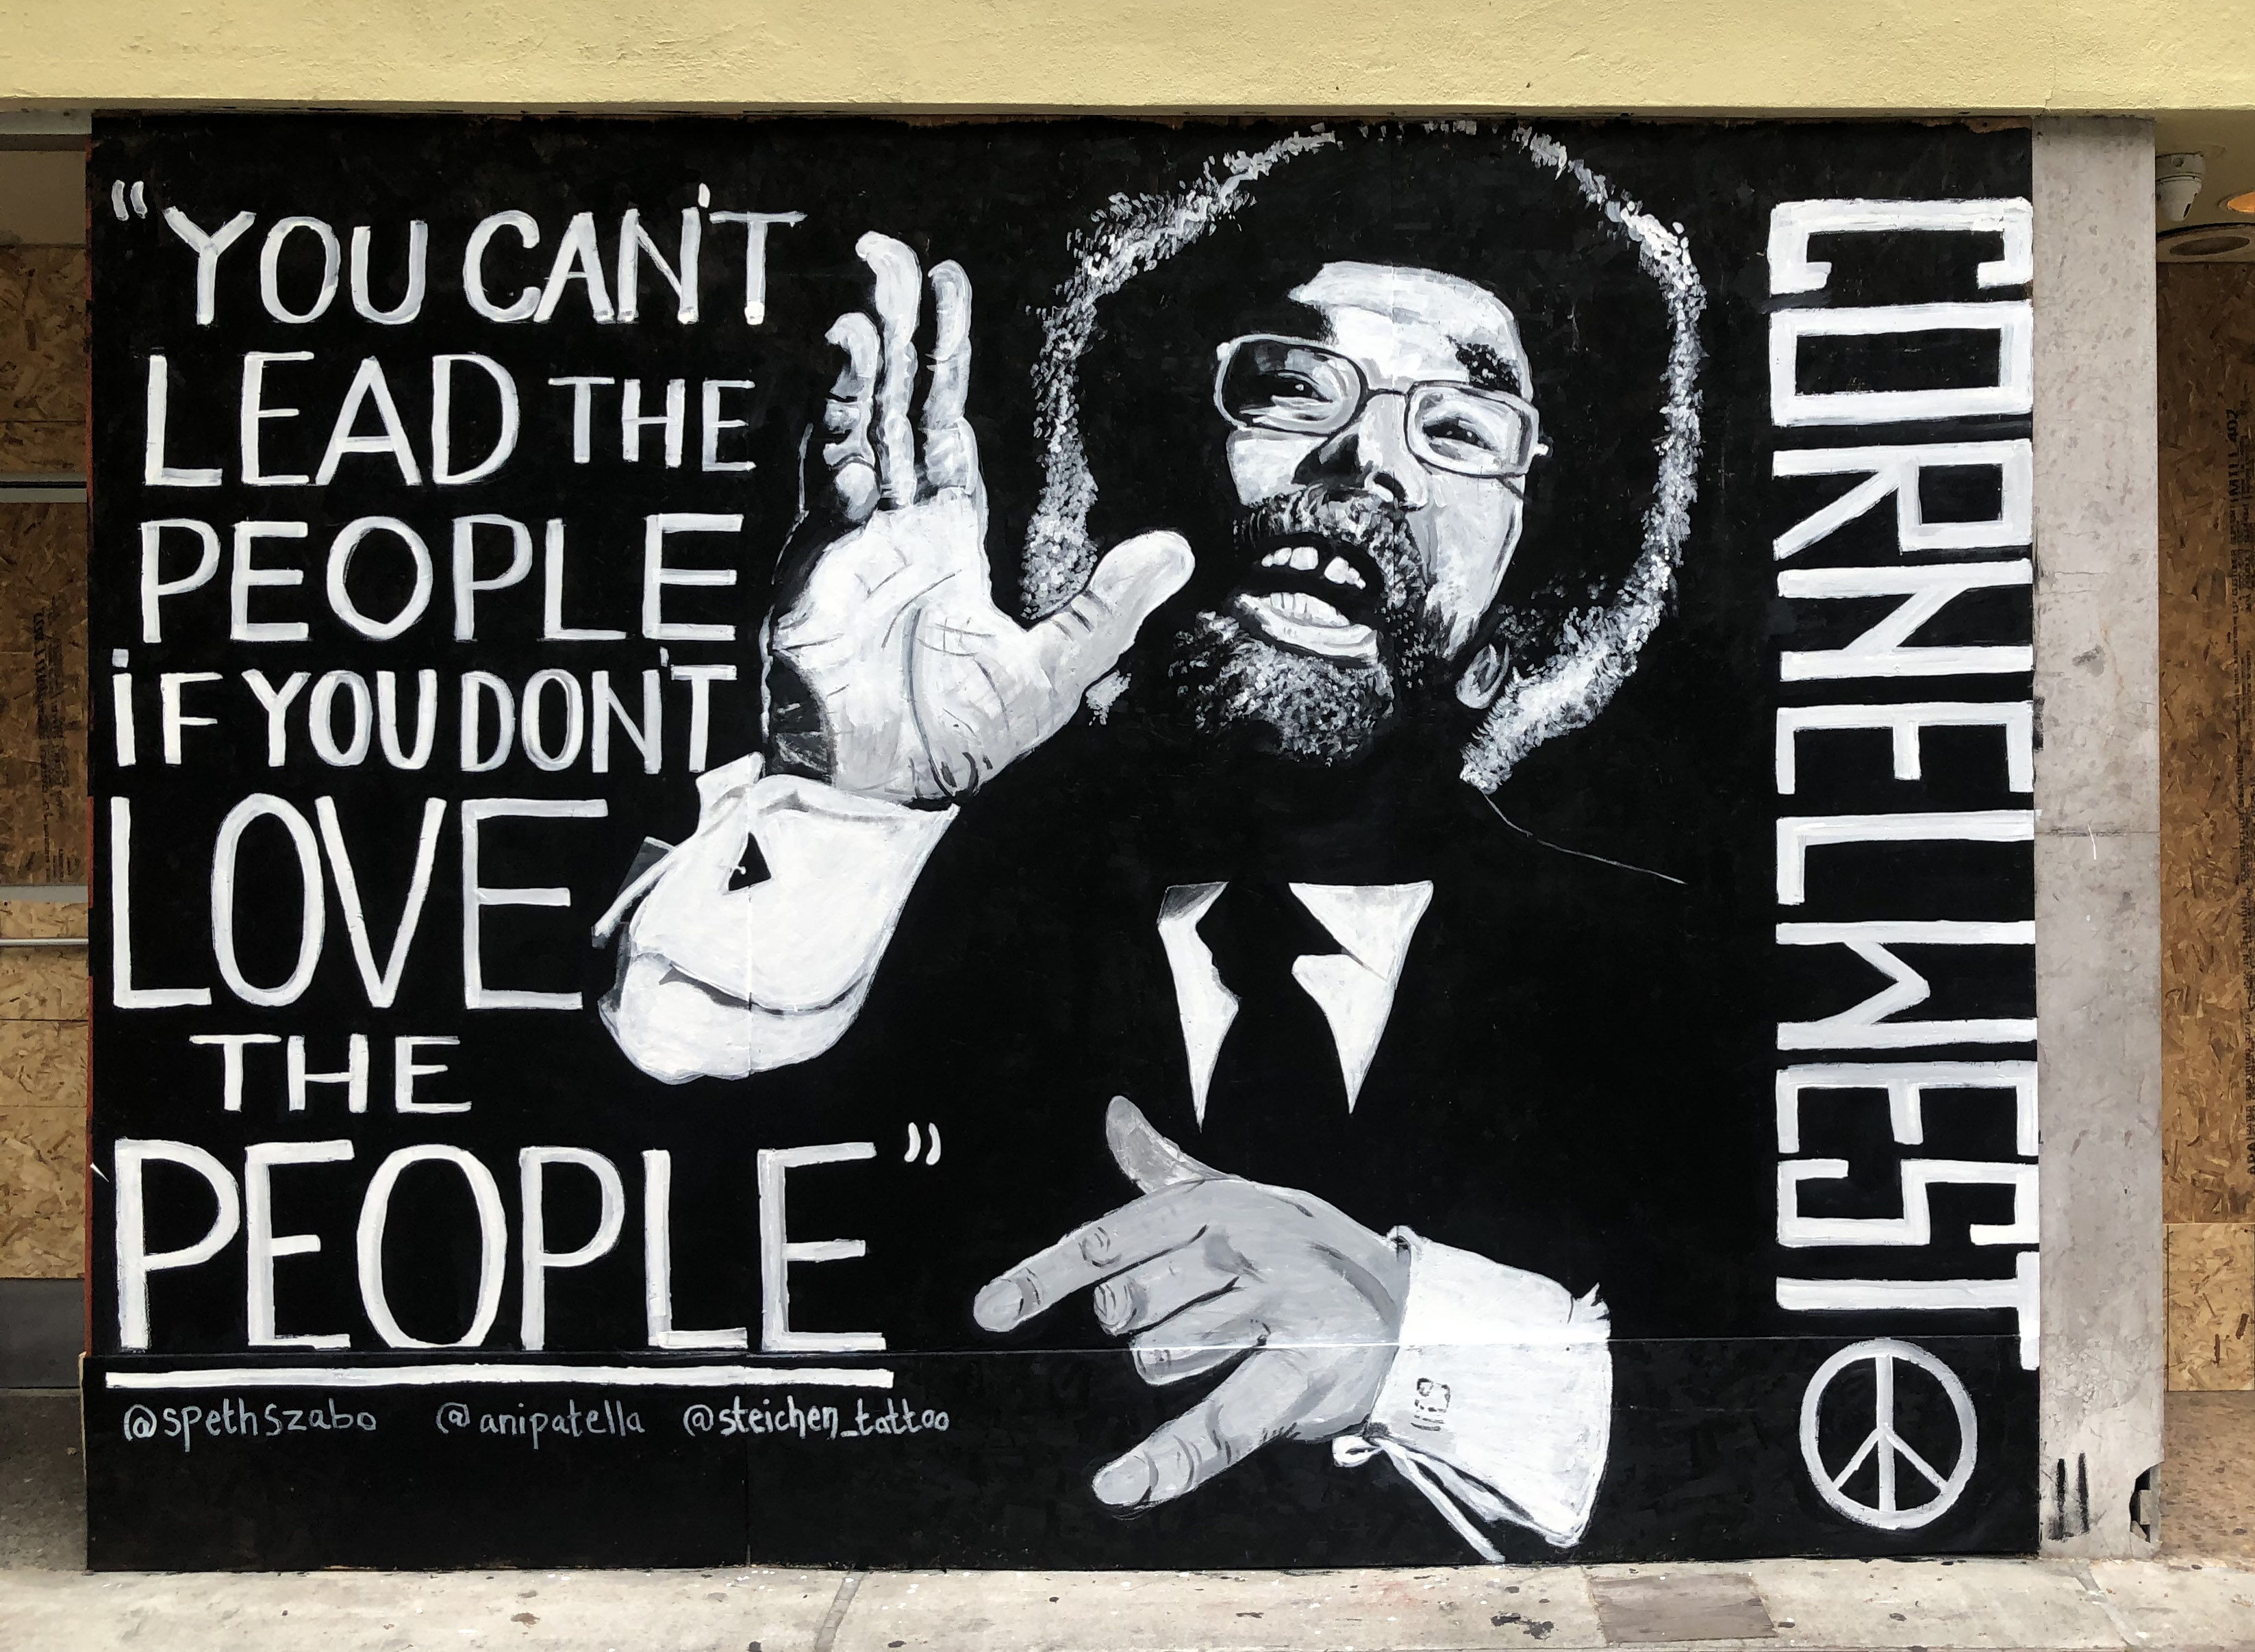 "YOU CAN'T
LEAD THE
PEOPLE
iF YOU DON'T
LOVE
THE
PEOPLE"
@spethszabo @anipatella @steichen_tattoo
CORNEL WEST